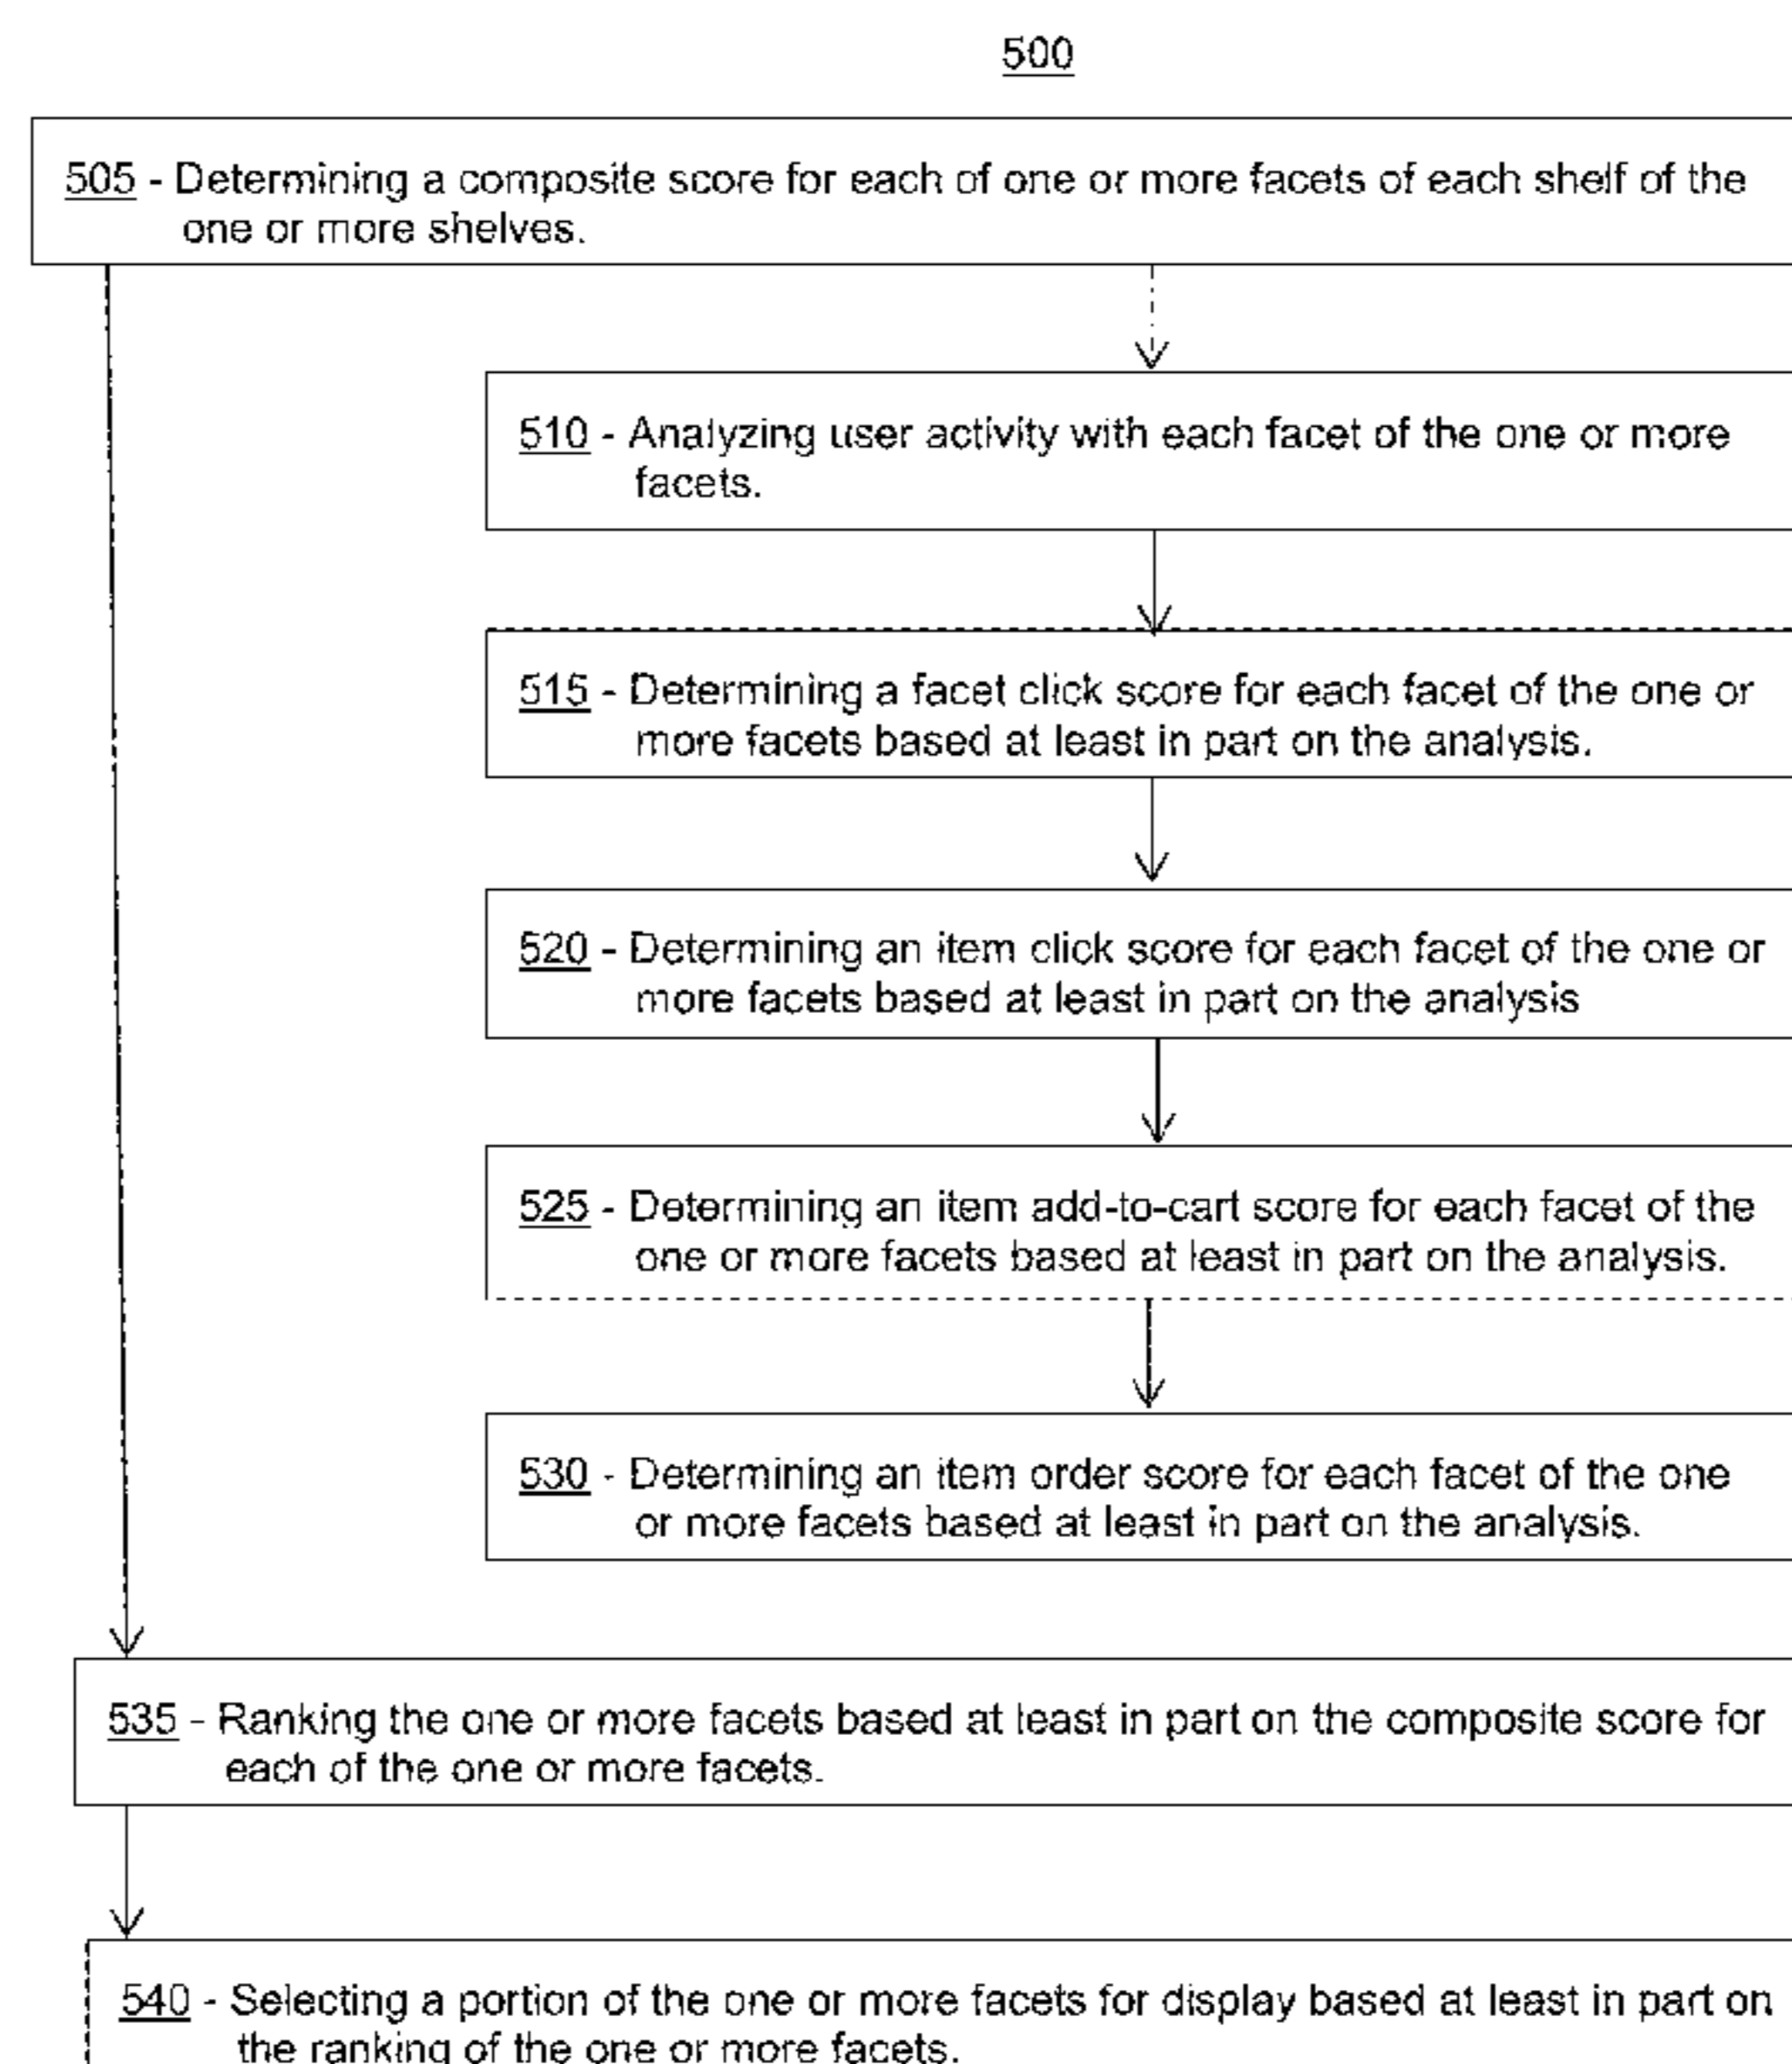 500
505 - Determining a composite score for each of one or more facets of each shelf of the
one or more shelves.
510 - Analyzing user activity with each facet of the one or more
facets.
515 - Determining a facet click score for each facet of the one or
more facets based at least in part on the analysis.
520 - Determining an item click score for each facet of the one or
more facets based at least in part on the analysis
525 - Determining an item add-to-cart score for each facet of the
one or more facets based at least in part on the analysis.
530 - Determining an item order score for each facet of the one
or more facets based at least in part on the analysis.
535 - Ranking the one or more facets based at least in part on the composite score for
each of the one or more facets.
540 - Selecting a portion of the one or more facets for display based at least in part on
the ranking of the one or more facets.